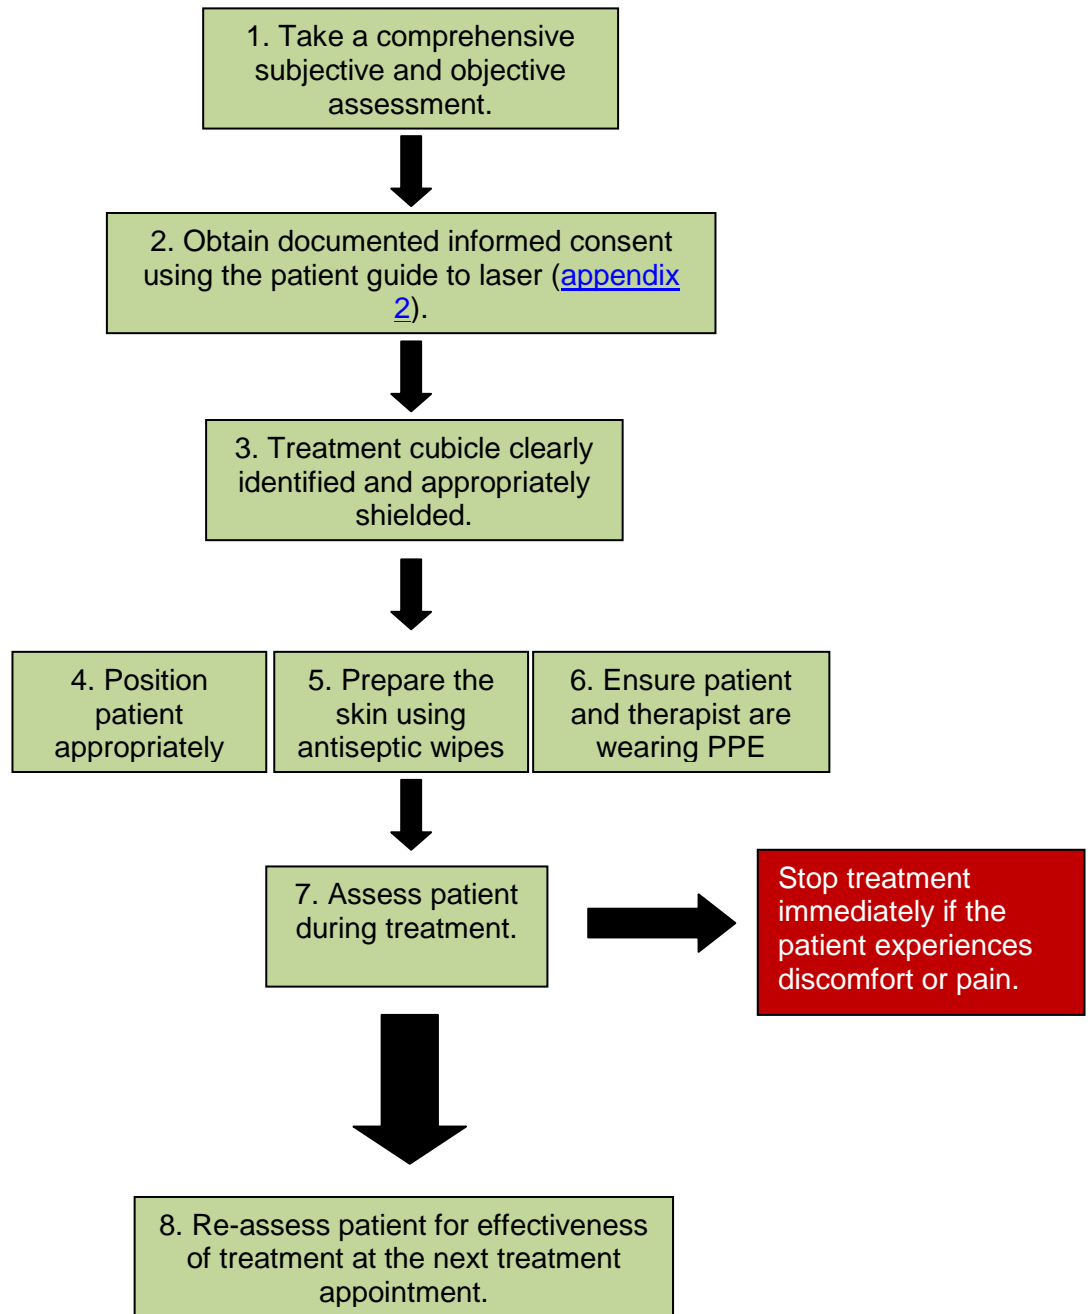 1. Take a comprehensive
subjective and objective
assessment.
2. Obtain documented informed consent
using the patient guide to laser (appendix
2).
3. Treatment cubicle clearly
identified and appropriately
shielded.
4. Position
patient
appropriately
5. Prepare the
skin using
antiseptic wipes
6. Ensure patient
and therapist are
wearing PPE
7. Assess patient
during treatment.
Stop treatment
immediately if the
patient experiences
discomfort or pain.
8. Re-assess patient for effectiveness
of treatment at the next treatment
appointment.